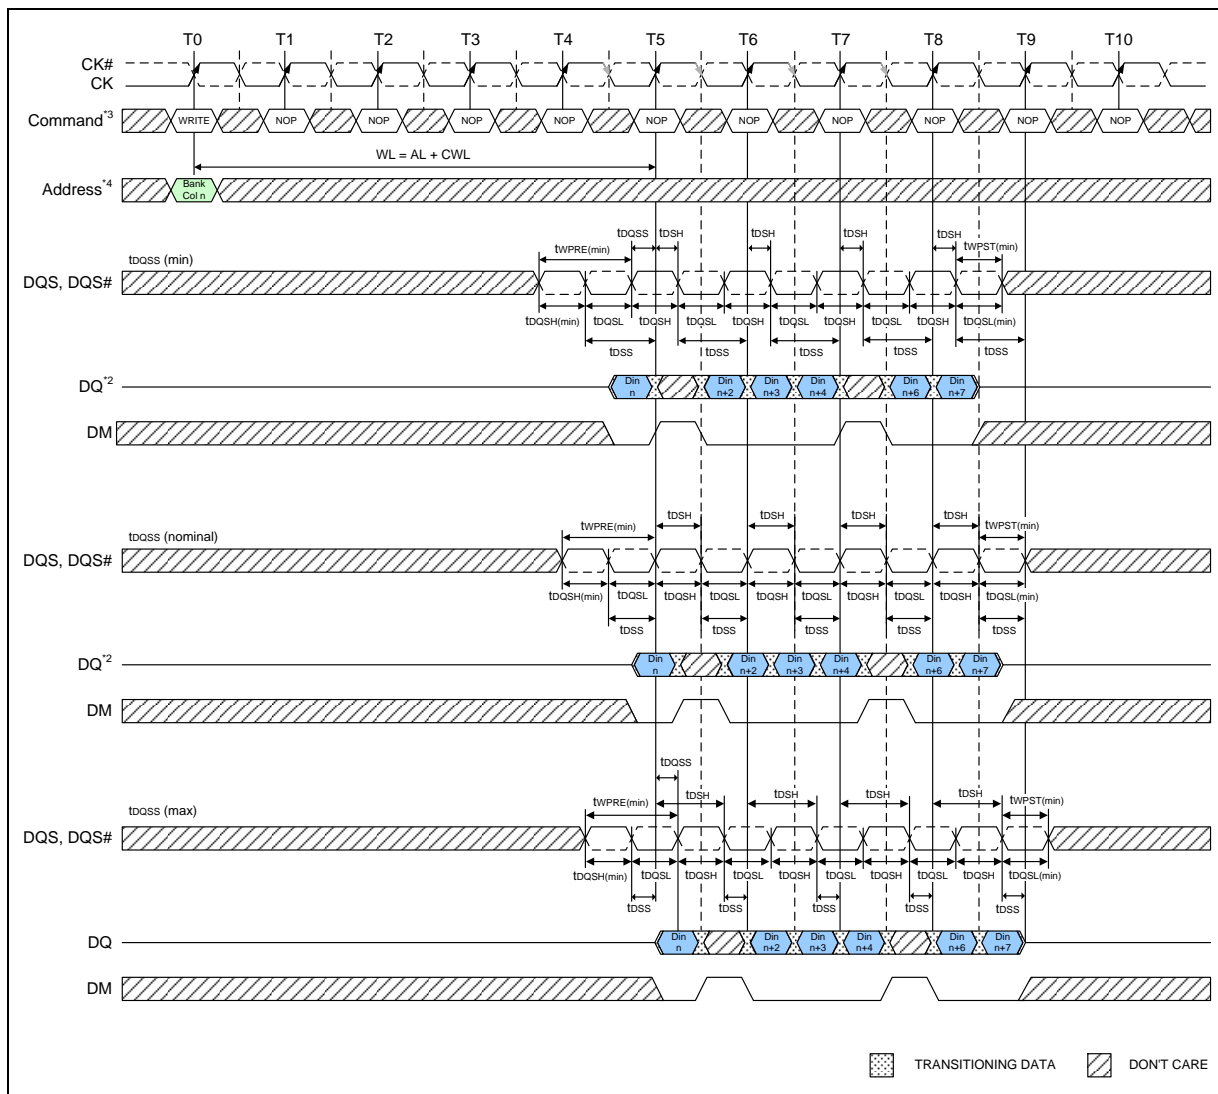 T0 T1 T2 T3 T4 T5 T6 T7 T8 T9 T10
CK#
CK
Command*3 WRITE NOP NOP NOP NOP NOP NOP NOP NOP NOP NOP
WL = AL + CWL
Address*4 Bank Col n
tDQSS tDSH tDSH tDSH tDSH
tDQSS (min) tWPRE(min) tWPST(min)
DQS, DQS#
tDQSH(min) tDQSL tDQSH tDQSL tDQSH tDQSL tDQSH tDQSL tDQSH tDQSL(min)
tDSS tDSS tDSS tDSS tDSS
DQ*2 Din n Din n+2 Din n+3 Din n+4 Din n+6 Din n+7
DM
tDSH tDSH tDSH tDSH
tDQSS (nominal) tWPRE(min) tWPST(min)
DQS, DQS#
tDQSH(min) tDQSL tDQSH tDQSL tDQSH tDQSL tDQSH tDQSL tDQSH tDQSL(min)
tDSS tDSS tDSS tDSS tDSS
DQ*2 Din n Din n+2 Din n+3 Din n+4 Din n+6 Din n+7
DM
tDQSS
tDQSS (max) tWPRE(min) tDSH tDSH tDSH tDSH tWPST(min)
DQS, DQS#
tDQSH(min) tDQSL tDQSH tDQSL tDQSH tDQSL tDQSH tDQSL tDQSH tDQSL(min)
tDSS tDSS tDSS tDSS tDSS
DQ Din n Din n+2 Din n+3 Din n+4 Din n+6 Din n+7
DM
TRANSITIONING DATA DON'T CARE